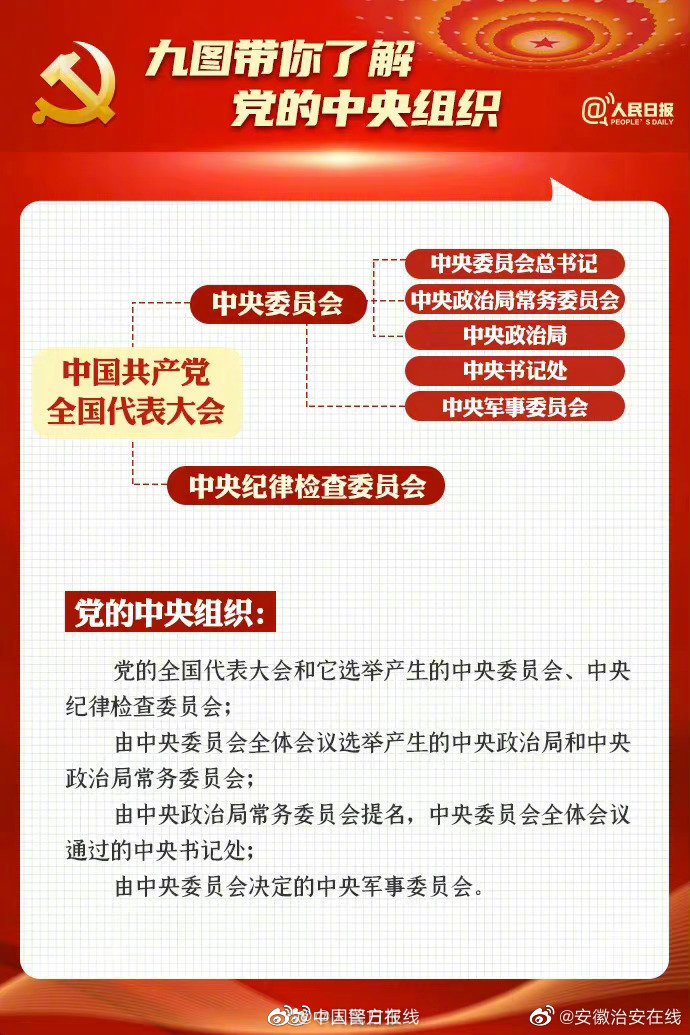 九图带你了解
党的中央组织
@人民日报
PEOPLE'S DAILY
中央委员会总书记
中央委员会
中央政治局常务委员会
中央政治局
中国共产党
全国代表大会
中央书记处
中央军事委员会
中央纪律检查委员会
党的中央组织：
党的全国代表大会和它选举产生的中央委员会、中央
纪律检查委员会；
由中央委员会全体会议选举产生的中央政治局和中央
政治局常务委员会；
由中央政治局常务委员会提名，中央委员会全体会议
通过的中央书记处；
由中央委员会决定的中央军事委员会。
@安徽治安在线